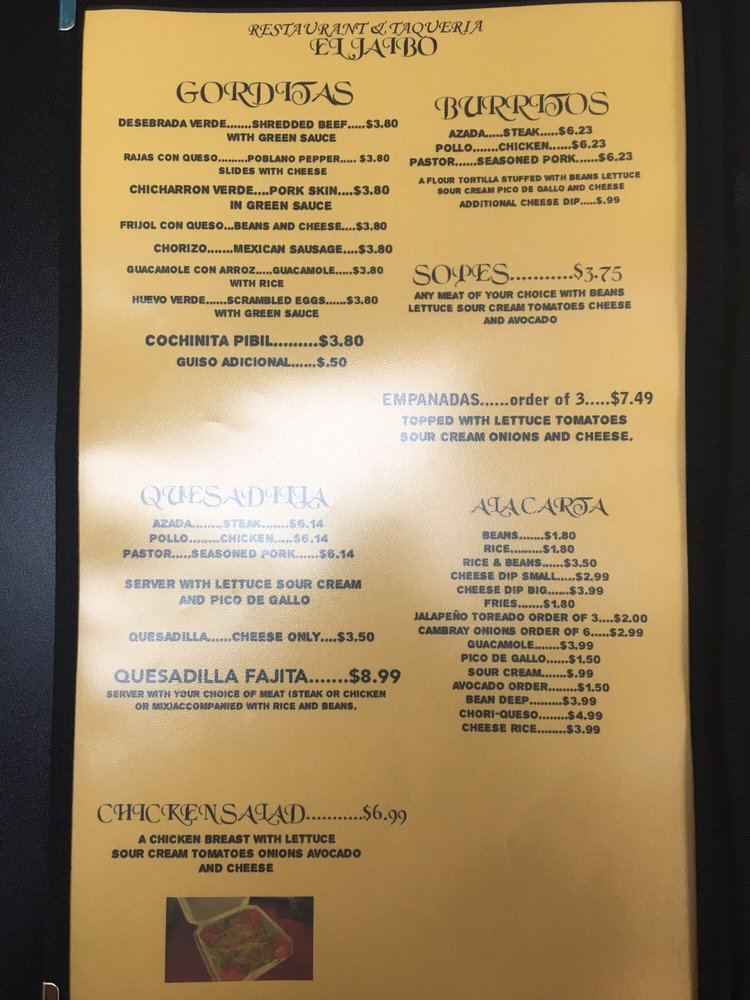 RESTAURANT & TAQUERIA
EL JAIBO
GORDITAS
DESEBRADA VERDE.......SHREDDED BEEF.....$3.80
WITH GREEN SAUCE
RAJAS CON QUESO.........POBLANO PEPPER..... $3.80
SLIDES WITH CHEESE
CHICHARRON VERDE....PORK SKIN....$3.80
IN GREEN SAUCE
FRIJOL CON QUESO...BEANS AND CHEESE....$3.80
CHORIZO.......MEXICAN SAUSAGE....$3.80
GUACAMOLE CON ARROZ.....GUACAMOLE.....$3.80
WITH RICE
HUEVO VERDE......SCRAMBLED EGGS......$3.80
WITH GREEN SAUCE
COCHINITA PIBIL.........$3.80
GUISO ADICIONAL......$.50
BURRITOS
AZADA.....STEAK.....$6.23
POLLO.......CHICKEN......$6.23
PASTOR......SEASONED PORK......$6.23
A FLOUR TORTILLA STUFFED WITH BEANS LETTUCE
SOUR CREAM PICO DE GALLO AND CHEESE
ADDITIONAL CHEESE DIP.....$.99
SOPES...........$3.75
ANY MEAT OF YOUR CHOICE WITH BEANS
LETTUCE SOUR CREAM TOMATOES CHEESE
AND AVOCADO
EMPANADAS......order of 3.....$7.49
TOPPED WITH LETTUCE TOMATOES
SOUR CREAM ONIONS AND CHEESE.
QUESADILLA
AZADA........STEAK.......$6.14
POLLO........CHICKEN.....$6.14
PASTOR.....SEASONED PORK......$6.14
SERVER WITH LETTUCE SOUR CREAM
AND PICO DE GALLO
QUESADILLA......CHEESE ONLY....$3.50
QUESADILLA FAJITA.......$8.99
SERVER WITH YOUR CHOICE OF MEAT (STEAK OR CHICKEN
OR MIX)ACCOMPANIED WITH RICE AND BEANS.
ALA CARTA
BEANS.......$1.80
RICE.........$1.80
RICE & BEANS......$3.50
CHEESE DIP SMALL.....$2.99
CHEESE DIP BIG......$3.99
FRIES.......$1.80
JALAPEÑO TOREADO ORDER OF 3....$2.00
CAMBRAY ONIONS ORDER OF 6.....$2.99
GUACAMOLE.......$3.99
PICO DE GALLO......$1.50
SOUR CREAM.......$.99
AVOCADO ORDER........$1.50
BEAN DEEP.........$3.99
CHORI-QUESO........$4.99
CHEESE RICE.......$3.99
CHICKEN SALAD...........$6.99
A CHICKEN BREAST WITH LETTUCE
SOUR CREAM TOMATOES ONIONS AVOCADO
AND CHEESE